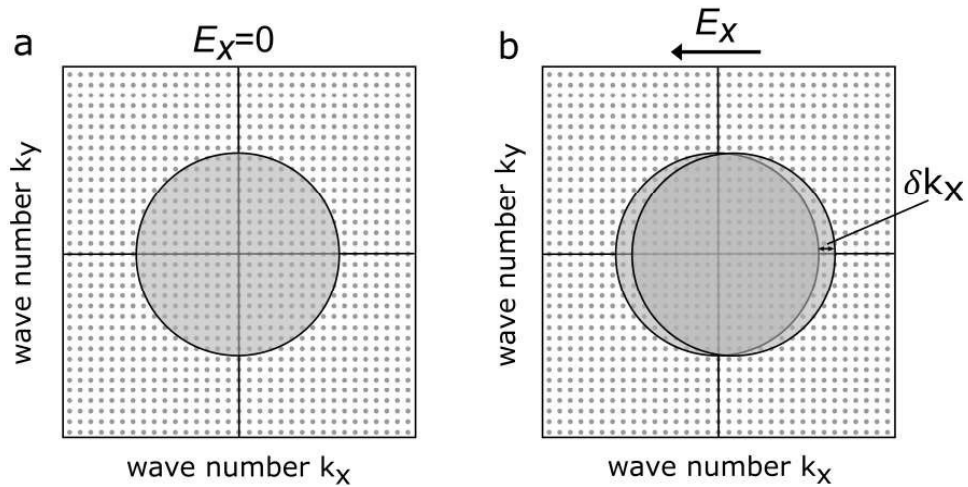 a
E_x=0
wave number k_y
wave number k_x
b
E_x
δk_x
wave number k_y
wave number k_x